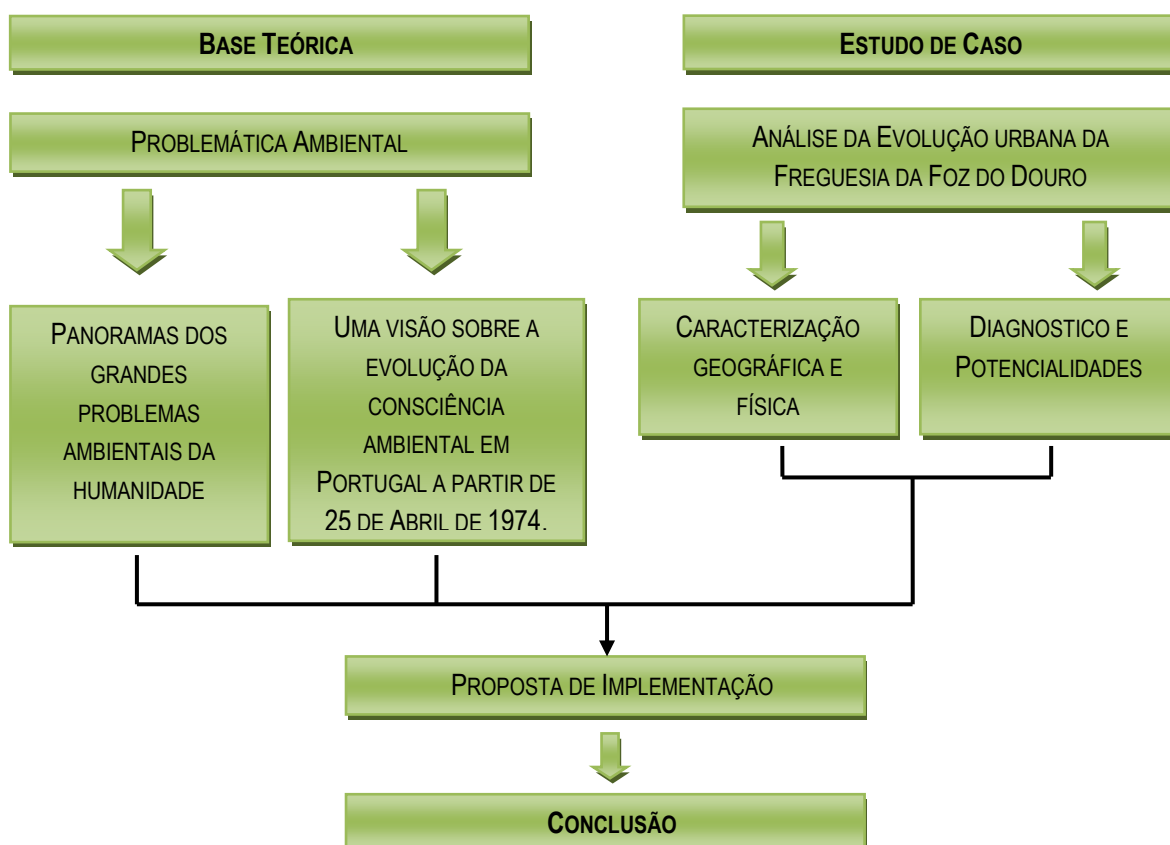 BASE TEÓRICA
ESTUDO DE CASO
PROBLEMÁTICA AMBIENTAL
ANÁLISE DA EVOLUÇÃO URBANA DA
FREGUESIA DA FOZ DO DOURO
PANORAMAS DOS
GRANDES
PROBLEMAS
AMBIENTAIS DA
HUMANIDADE
UMA VISÃO SOBRE A
EVOLUÇÃO DA
CONSCIÊNCIA
AMBIENTAL EM
PORTUGAL A PARTIR DE
25 DE ABRIL DE 1974.
CARACTERIZAÇÃO
GEOGRÁFICA E
FÍSICA
DIAGNOSTICO E
POTENCIALIDADES
PROPOSTA DE IMPLEMENTAÇÃO
CONCLUSÃO